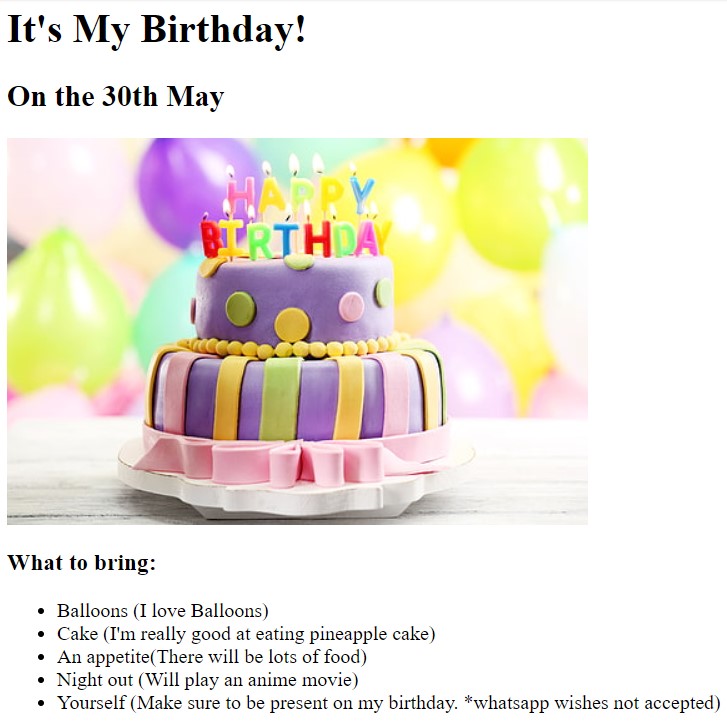 It's My Birthday!
On the 30th May
HAPPY
BIRTHDAY
What to bring:
Balloons (I love Balloons)
Cake (I'm really good at eating pineapple cake)
An appetite(There will be lots of food)
Night out (Will play an anime movie)
Yourself (Make sure to be present on my birthday. *whatsapp wishes not accepted)